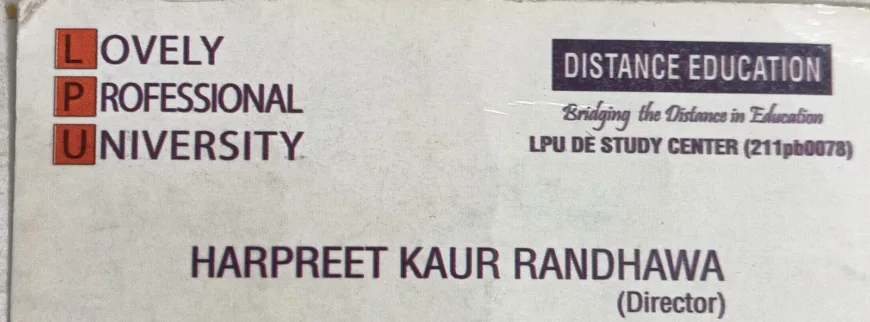 LOVELY
PROFESSIONAL
UNIVERSITY
DISTANCE EDUCATION
Bridging the Distance in Education
LPU DE STUDY CENTER (211pb0078)
HARPREET KAUR RANDHAWA
(Director)